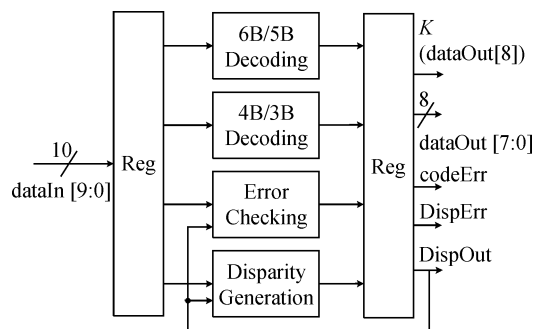 6B/5B
Decoding
K
(dataOut[8])
4B/3B
Decoding
8
dataOut [7:0]
10
dataIn [9:0]
Reg
Reg
codeErr
Error
Checking
DispErr
Disparity
Generation
DispOut